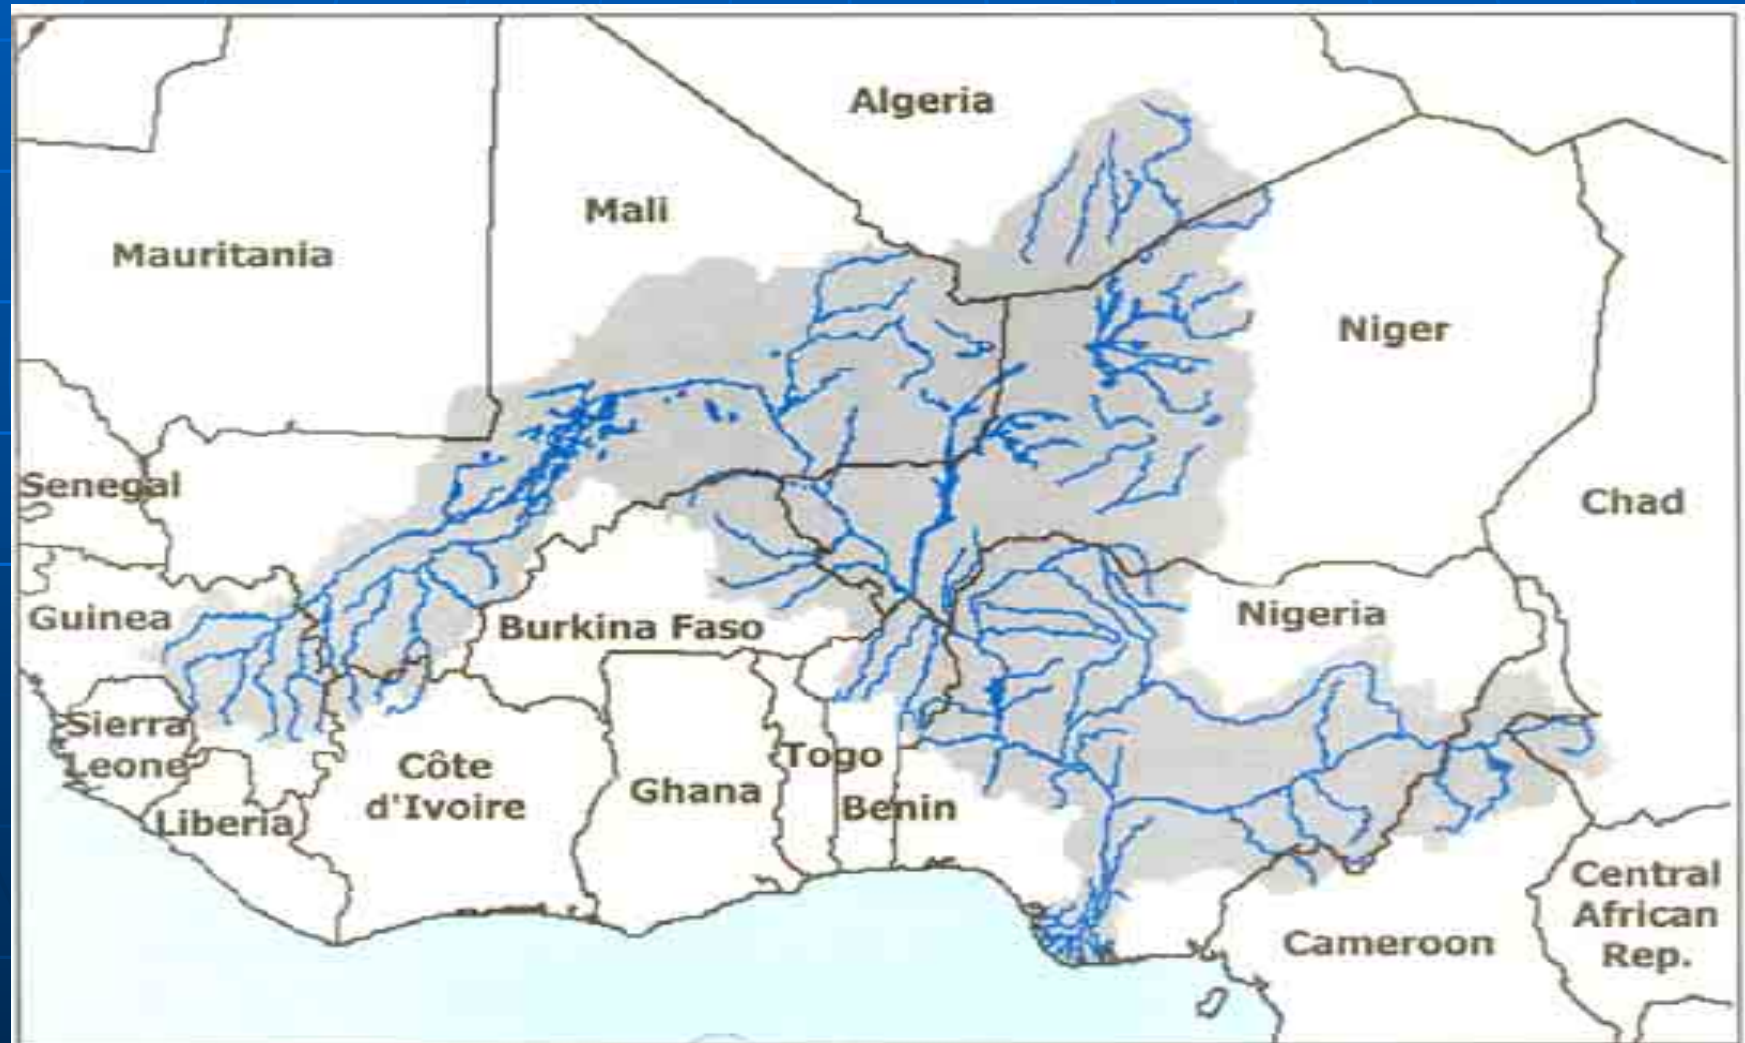 Algeria
Mali
Mauritania
Niger
Senegal
Chad
Guinea
Burkina Faso
Nigeria
Sierra
Leone
Côte
d'Ivoire
Ghana
Togo
Benin
Liberia
Central
African
Rep.
Cameroon